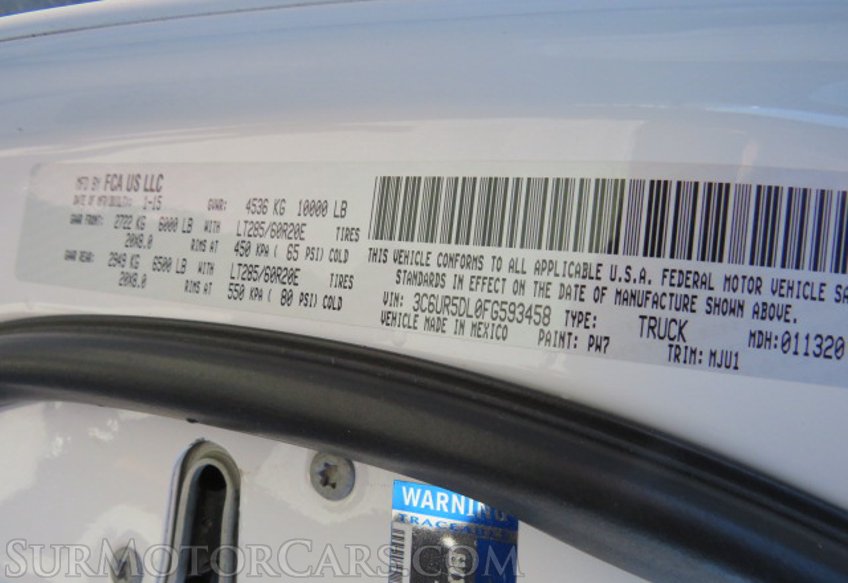 MFD BY FCA US LLC
DATE OF MFD(BUILT): 1-15 GVWR: 4536 KG 10000 LB
GAWR FRONT: 2722 KG 6000 LB WITH LT285/60R20E TIRES
20X8.0 RIMS AT 450 KPA ( 65 PSI) COLD
GAWR REAR: 2949 KG 6500 LB WITH LT285/60R20E TIRES
20X8.0 RIMS AT 550 KPA ( 80 PSI) COLD
THIS VEHICLE CONFORMS TO ALL APPLICABLE U.S.A. FEDERAL MOTOR VEHICLE SA
STANDARDS IN EFFECT ON THE DATE OF MANUFACTURE SHOWN ABOVE.
VIN: 3C6UR5DL0FG593458 TYPE: TRUCK MDH:011320
VEHICLE MADE IN MEXICO PAINT: PW7 TRIM: MJU1
WARNING
SURMOTORCARS.COM